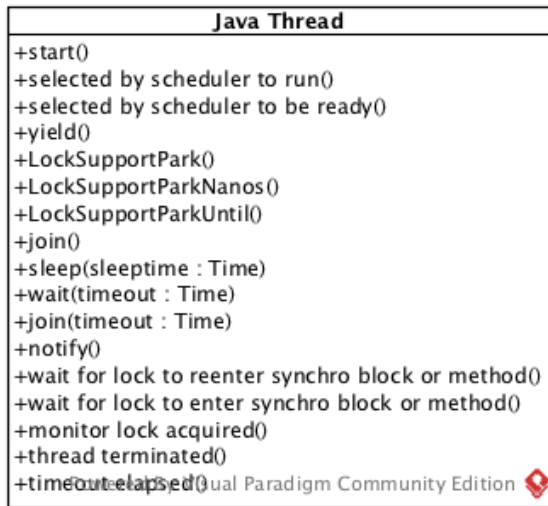 Java Thread
+start()
+selected by scheduler to run()
+selected by scheduler to be ready()
+yield()
+LockSupportPark()
+LockSupportParkNanos()
+LockSupportParkUntil()
+join()
+sleep(sleeptime : Time)
+wait(timeout : Time)
+join(timeout : Time)
+notify()
+wait for lock to reenter synchro block or method()
+wait for lock to enter synchro block or method()
+monitor lock acquired()
+thread terminated()
+timeout elapsed()
Powered By Visual Paradigm Community Edition